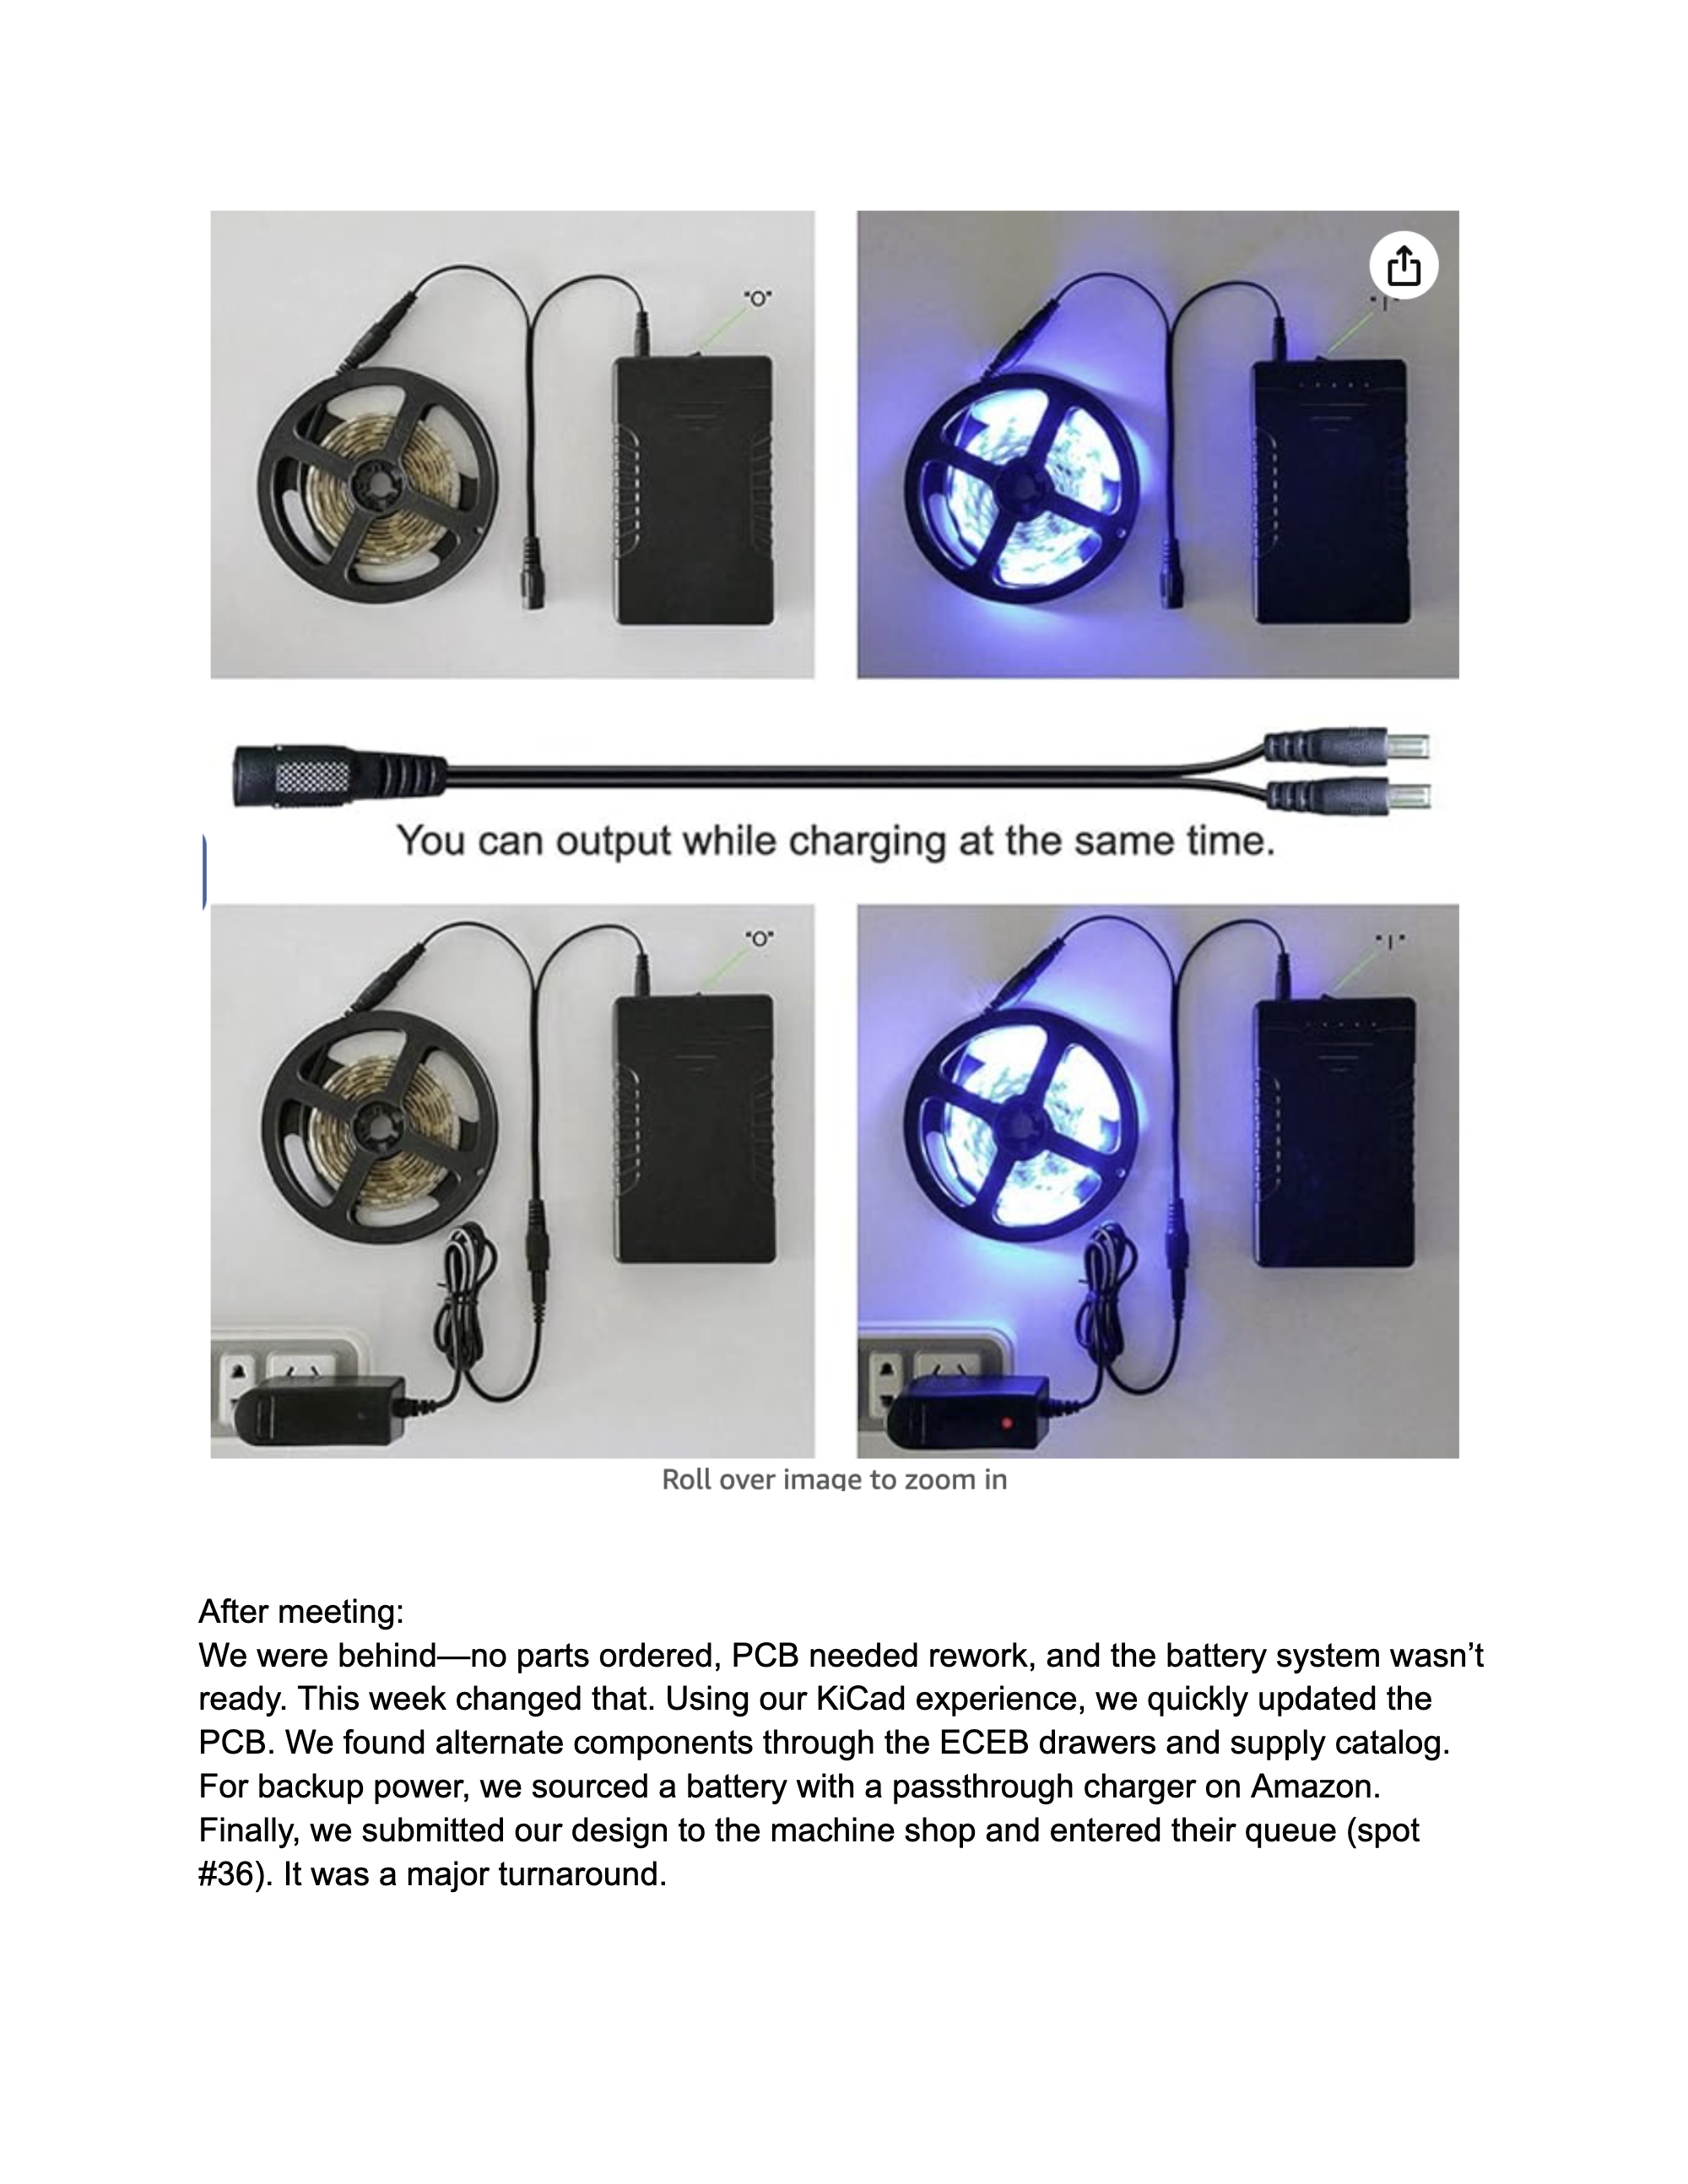 "O"
"I"
You can output while charging at the same time.
"O"
"I"
Roll over image to zoom in
After meeting:
We were behind—no parts ordered, PCB needed rework, and the battery system wasn’t
ready. This week changed that. Using our KiCad experience, we quickly updated the
PCB. We found alternate components through the ECEB drawers and supply catalog.
For backup power, we sourced a battery with a passthrough charger on Amazon.
Finally, we submitted our design to the machine shop and entered their queue (spot
#36). It was a major turnaround.